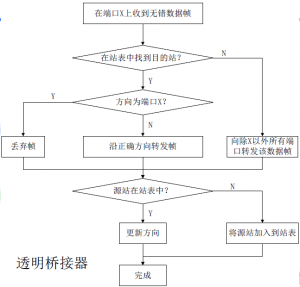 在端口X上收到无错数据帧
在站表中找到目的站?
Y
N
方向为端口X?
Y
N
丢弃帧
沿正确方向转发帧
向除X以外所有端
口转发该数据帧
源站在站表中?
Y
N
更新方向
将源站加入到站表
透明桥接器
完成